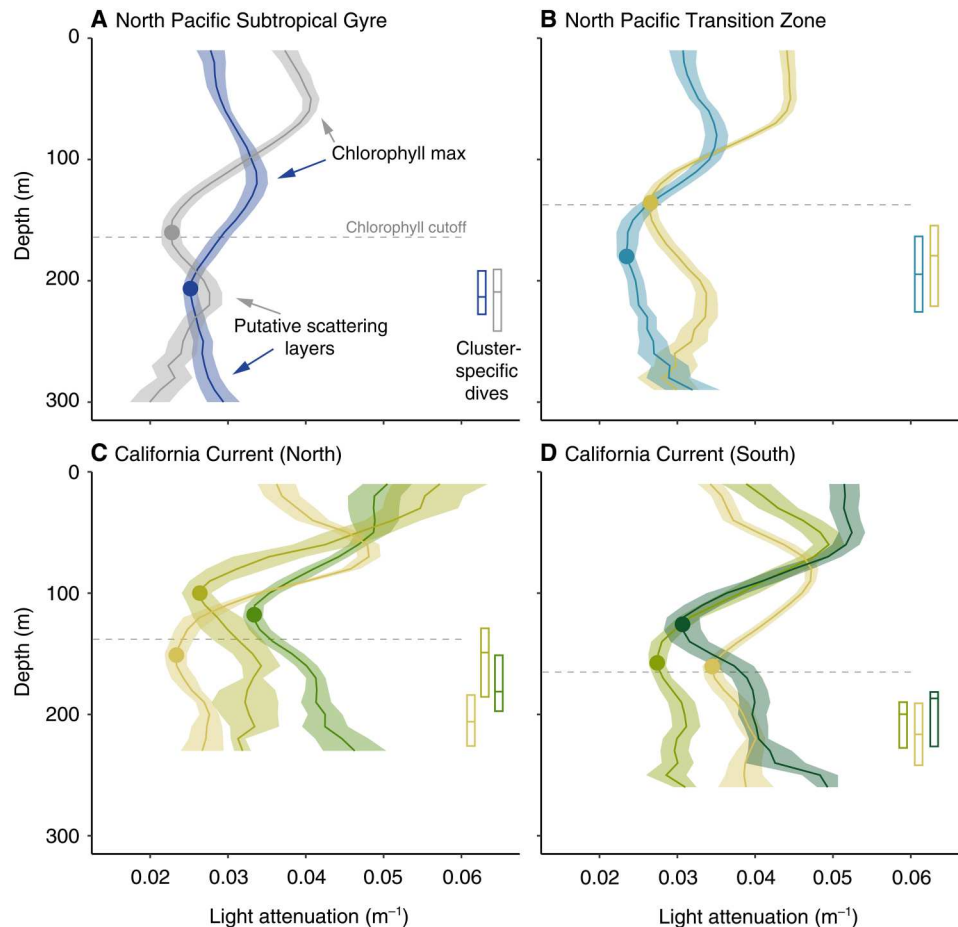 A North Pacific Subtropical Gyre
B North Pacific Transition Zone
0
100
200
300
Depth (m)
Chlorophyll max
Chlorophyll cutoff
Putative scattering
layers
Cluster-
specific
dives
C California Current (North)
D California Current (South)
0
100
200
300
Depth (m)
0.02 0.03 0.04 0.05 0.06
0.02 0.03 0.04 0.05 0.06
Light attenuation (m⁻¹)
Light attenuation (m⁻¹)